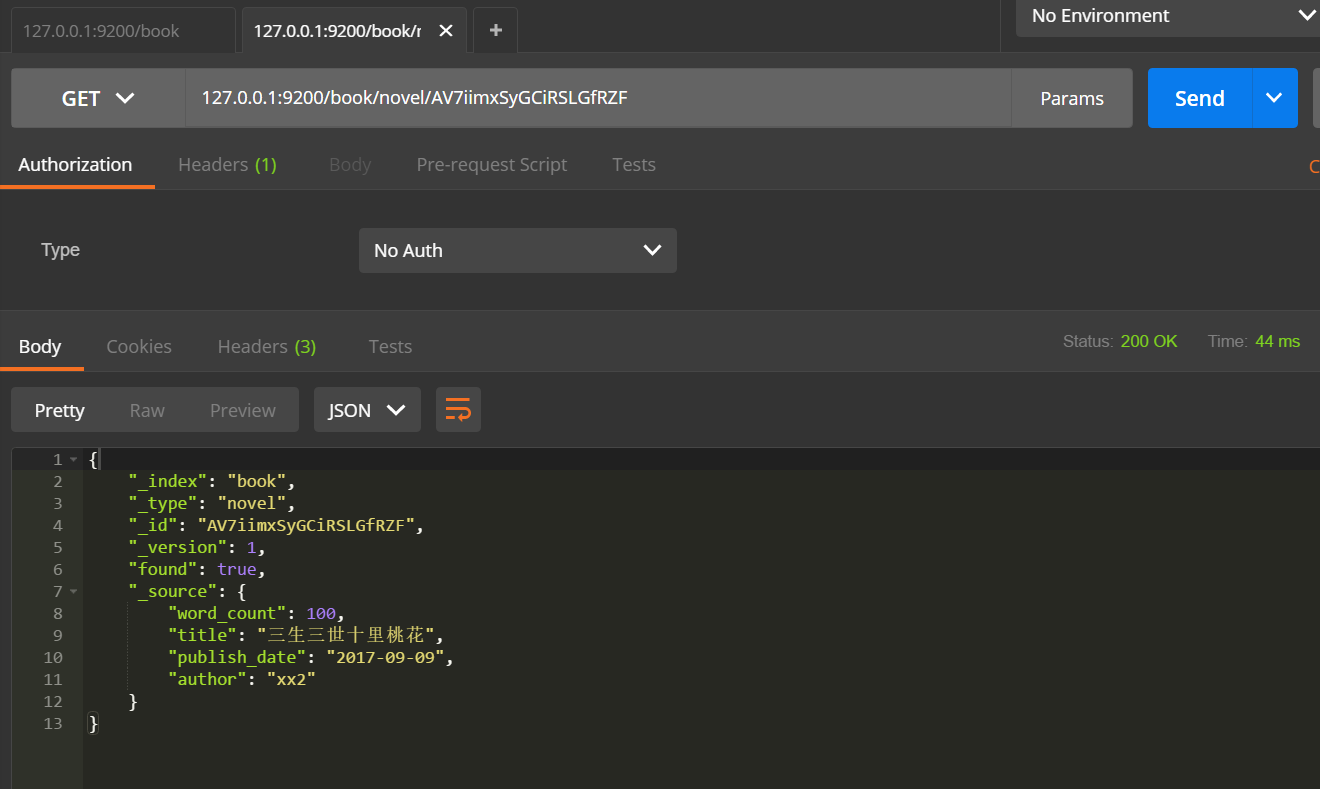 127.0.0.1:9200/book 127.0.0.1:9200/book/r No Environment
GET 127.0.0.1:9200/book/novel/AV7iimxSyGCiRSLGfRZF Params Send
Authorization Headers (1) Body Pre-request Script Tests
Type No Auth
Body Cookies Headers (3) Tests Status: 200 OK Time: 44 ms
Pretty Raw Preview JSON
1 {
2 "_index": "book",
3 "_type": "novel",
4 "_id": "AV7iimxSyGCiRSLGfRZF",
5 "_version": 1,
6 "found": true,
7 "_source": {
8 "word_count": 100,
9 "title": "三生三世十里桃花",
10 "publish_date": "2017-09-09",
11 "author": "xx2"
12 }
13 }